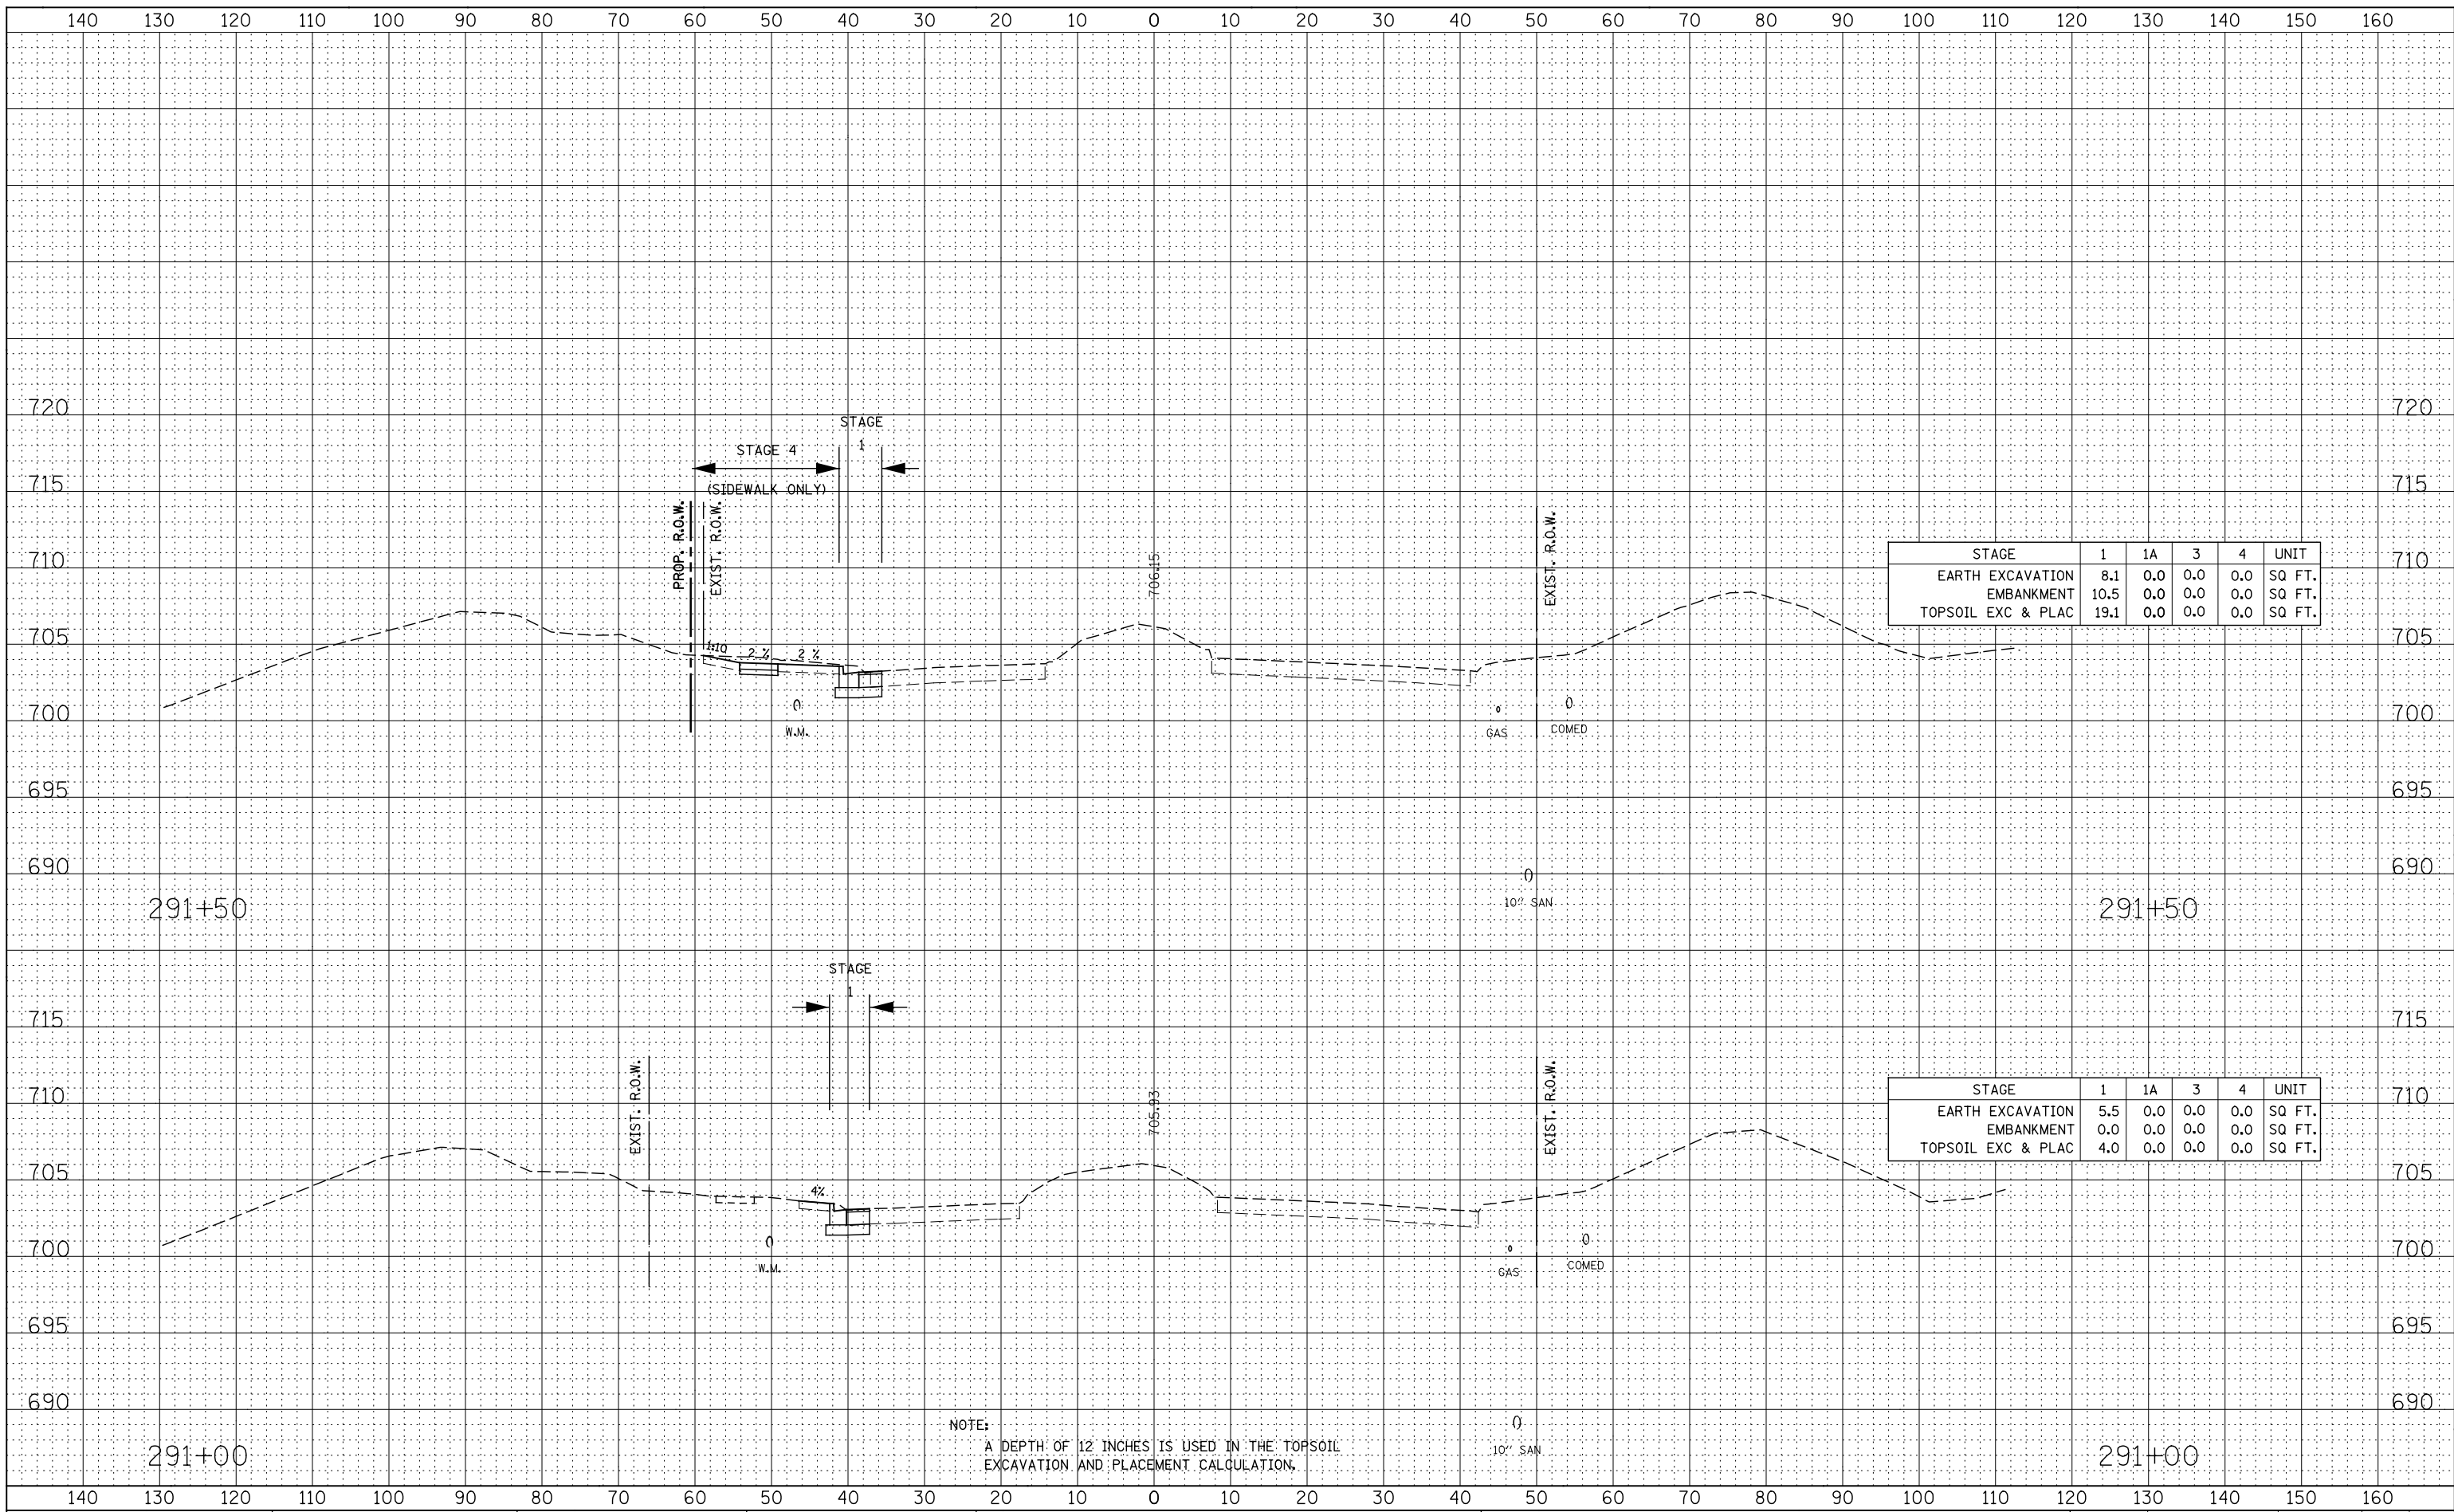 140 130 120 110 100 90 80 70 60 50 40 30 20 10 0 10 20 30 40 50 60 70 80 90 100 110 120 130 140 150 160
720 720
STAGE
1
STAGE 4
(SIDEWALK ONLY)
715 715
PROP. R.O.W.
EXIST. R.O.W.
706.15
EXIST. R.O.W.
710 710
STAGE 1 1A 3 4 UNIT
EARTH EXCAVATION 8.1 0.0 0.0 0.0 SQ FT.
EMBANKMENT 10.5 0.0 0.0 0.0 SQ FT.
TOPSOIL EXC & PLAC 19.1 0.0 0.0 0.0 SQ FT.
705 705
1:10 2 % 2 %
700 700
W.M. GAS COMED
695 695
690 690
10" SAN
291+50 291+50
STAGE
1
715 715
EXIST. R.O.W.
705.93
EXIST. R.O.W.
710 710
STAGE 1 1A 3 4 UNIT
EARTH EXCAVATION 5.5 0.0 0.0 0.0 SQ FT.
EMBANKMENT 0.0 0.0 0.0 0.0 SQ FT.
TOPSOIL EXC & PLAC 4.0 0.0 0.0 0.0 SQ FT.
705 705
4%
700 700
W.M. GAS COMED
695 695
690 690
NOTE:
A DEPTH OF 12 INCHES IS USED IN THE TOPSOIL
EXCAVATION AND PLACEMENT CALCULATION.
10" SAN
291+00 291+00
140 130 120 110 100 90 80 70 60 50 40 30 20 10 0 10 20 30 40 50 60 70 80 90 100 110 120 130 140 150 160